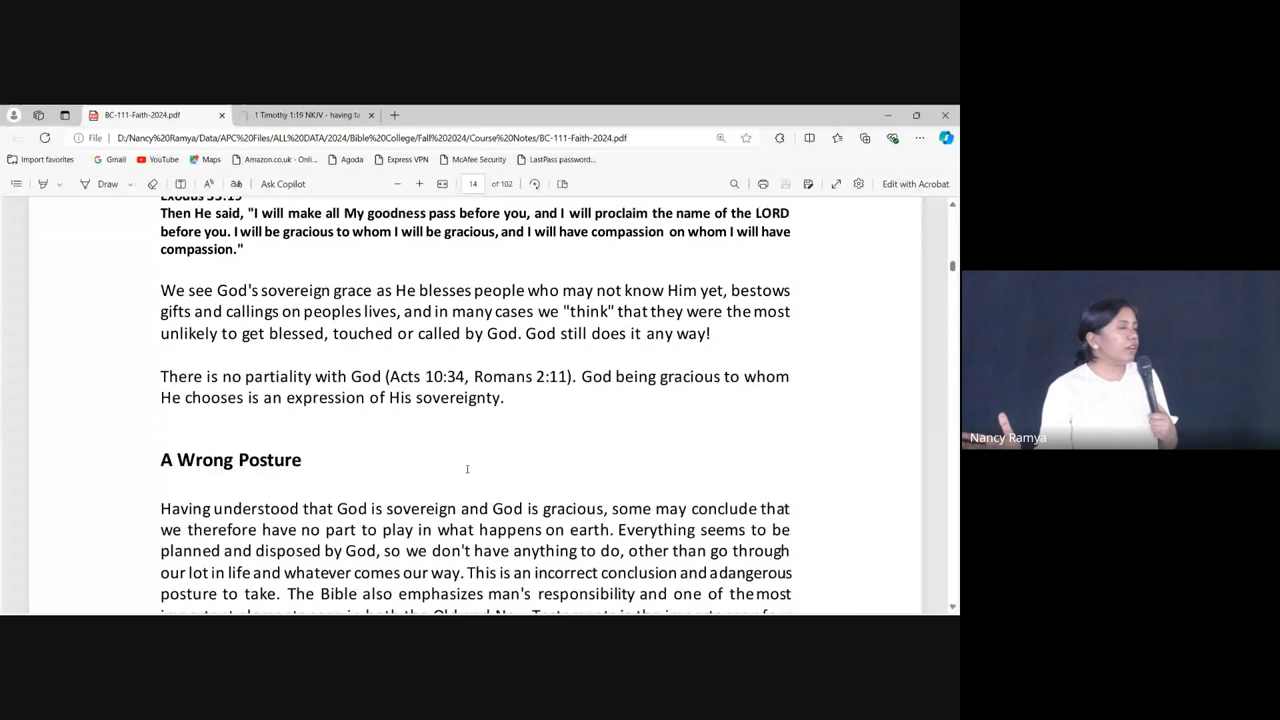 BC-111-Faith-2024.pdf
1 Timothy 1:19 NKJV - having fa
File
D:/Nancy%20Ramya/Data/APC%20Files/ALL%20DATA/2024/Bible%20College/Fall%202024/Course%20Notes/BC-111-Faith-2024.pdf
Import favorites
Gmail
YouTube
Maps
Amazon.co.uk - Onli...
Agoda
Express VPN
McAfee Security
LastPass password...
Draw
Ask Copilot
14 of 102
Edit with Acrobat
Then He said, "I will make all My goodness pass before you, and I will proclaim the name of the LORD
before you. I will be gracious to whom I will be gracious, and I will have compassion on whom I will have
compassion."
We see God's sovereign grace as He blesses people who may not know Him yet, bestows
gifts and callings on peoples lives, and in many cases we "think" that they were the most
unlikely to get blessed, touched or called by God. God still does it any way!
There is no partiality with God (Acts 10:34, Romans 2:11). God being gracious to whom
He chooses is an expression of His sovereignty.
A Wrong Posture
Having understood that God is sovereign and God is gracious, some may conclude that
we therefore have no part to play in what happens on earth. Everything seems to be
planned and disposed by God, so we don't have anything to do, other than go through
our lot in life and whatever comes our way. This is an incorrect conclusion and a dangerous
posture to take. The Bible also emphasizes man's responsibility and one of the most
Nancy Ramya